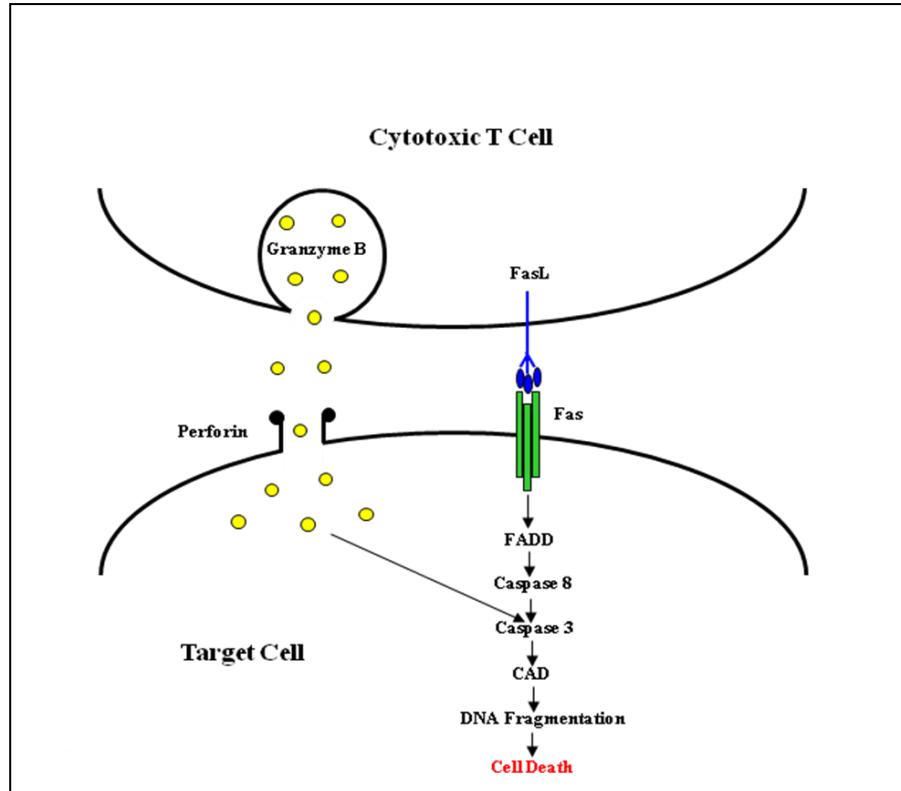 Cytotoxic T Cell
Granzyme B
FasL
Fas
Perforin
FADD
Caspase 8
Caspase 3
Target Cell
CAD
DNA Fragmentation
Cell Death